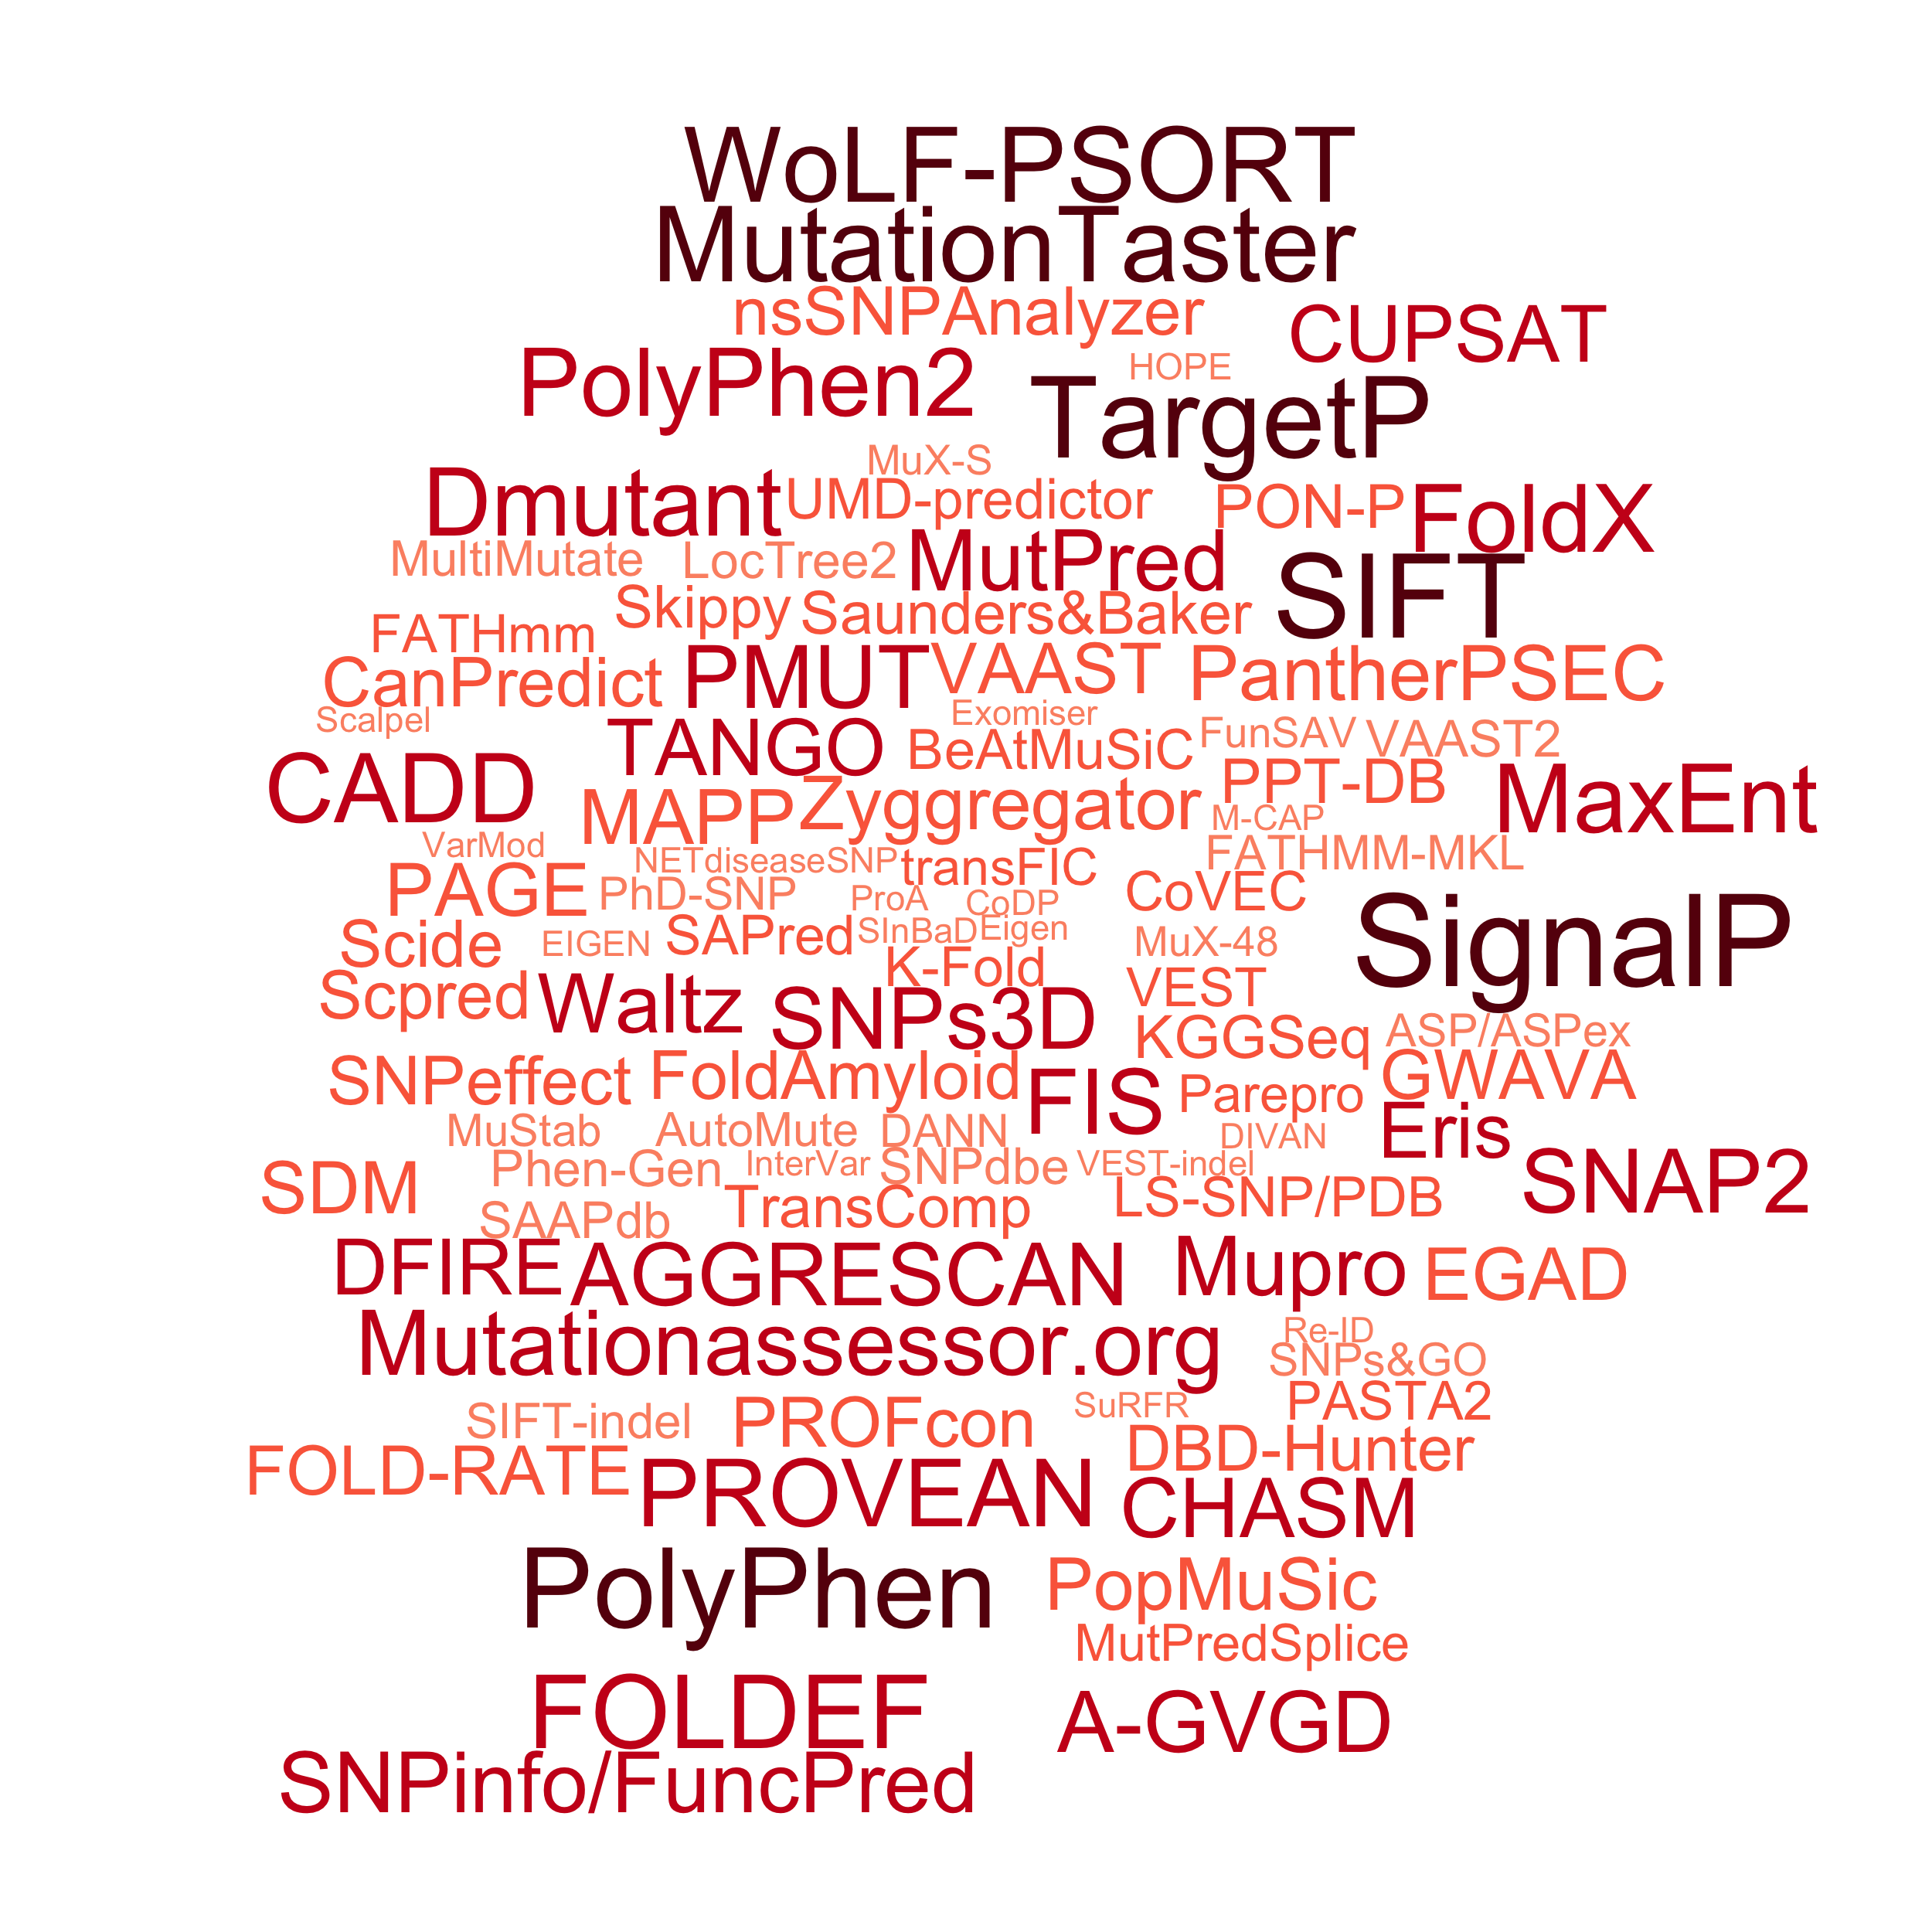 WoLF-PSORT
MutationTaster
nsSNPAnalyzer
CUPSAT
PolyPhen2
HOPE
TargetP
MuX-S
Dmutant
UMD-predictor
PON-P
FoldX
MultiMutate
LocTree2
MutPred
SIFT
Skippy
Saunders&Baker
FATHmm
CanPredict
PMUT
VAAST
PantherPSEC
Scalpel
Exomiser
TANGO
BeAtMuSiC
FunSAV
VAAST2
CADD
MAPP
Zyggregator
PPT-DB
M-CAP
MaxEnt
VarMod
NETdiseaseSNP
transFIC
FATHMM-MKL
PAGE
PhD-SNP
ProA
CoDP
CoVEC
Scide
EIGEN
SAPred
SInBaD
Eigen
MuX-48
SignalP
K-Fold
Scpred
Waltz
SNPs3D
VEST
KGGSeq
ASP/ASPex
SNPeffect
FoldAmyloid
FIS
Parepro
GWAVA
MuStab
AutoMute
DANN
DIVAN
Eris
Phen-Gen
InterVar
SNPdbe
VEST-indel
SDM
SAAPdb
TransComp
LS-SNP/PDB
SNAP2
DFIRE
AGGRESCAN
Mupro
EGAD
Mutationassessor.org
Re-ID
SNPs&GO
SIFT-indel
PROFcon
SuRFR
PASTA2
FOLD-RATE
DBD-Hunter
PROVEAN
CHASM
PolyPhen
PopMuSic
MutPredSplice
FOLDEF
A-GVGD
SNPinfo/FuncPred